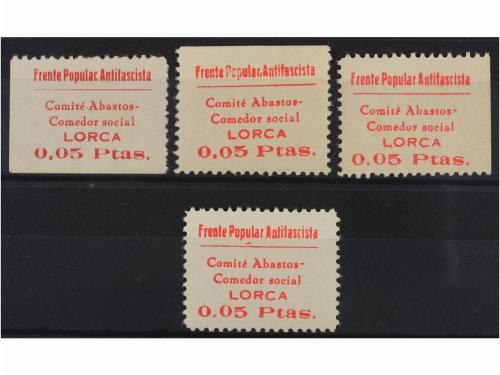 Frente Popular Antifascista
Comité Abastos-
Comedor social
LORCA
0,05 Ptas.
Frente Popular Antifascista
Comité Abastos-
Comedor social
LORCA
0,05 Ptas.
Frente Popular Antifascista
Comité Abastos-
Comedor social
LORCA
0.05 Ptas.
Frente Popular Antifascista
Comité Abastos-
Comedor social
LORCA
0.05 Ptas.